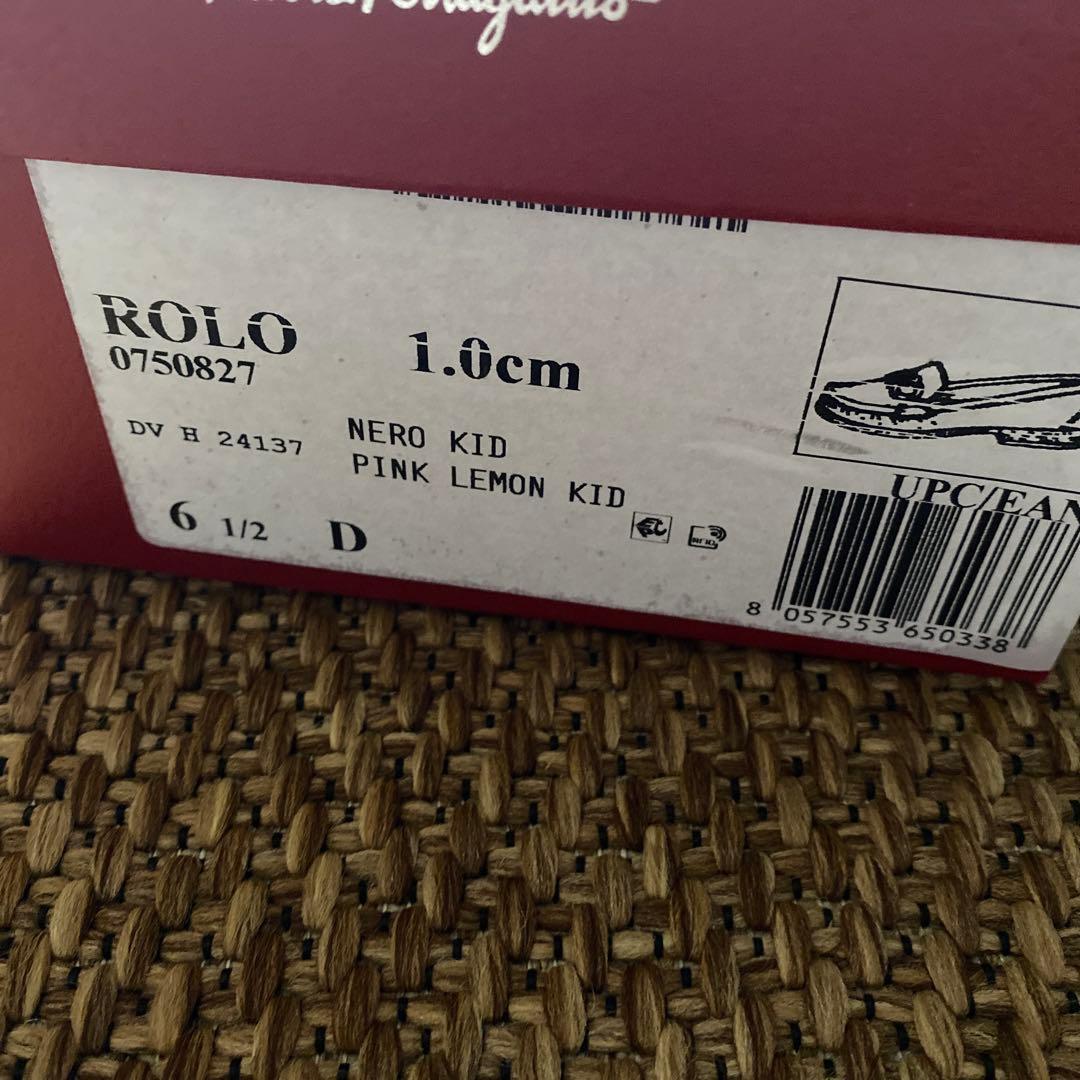 ROLO 1.0cm
0750827
DV H 24137 NERO KID
PINK LEMON KID
6 1/2 D
RFID
UPC/EAN
8 057553 650338